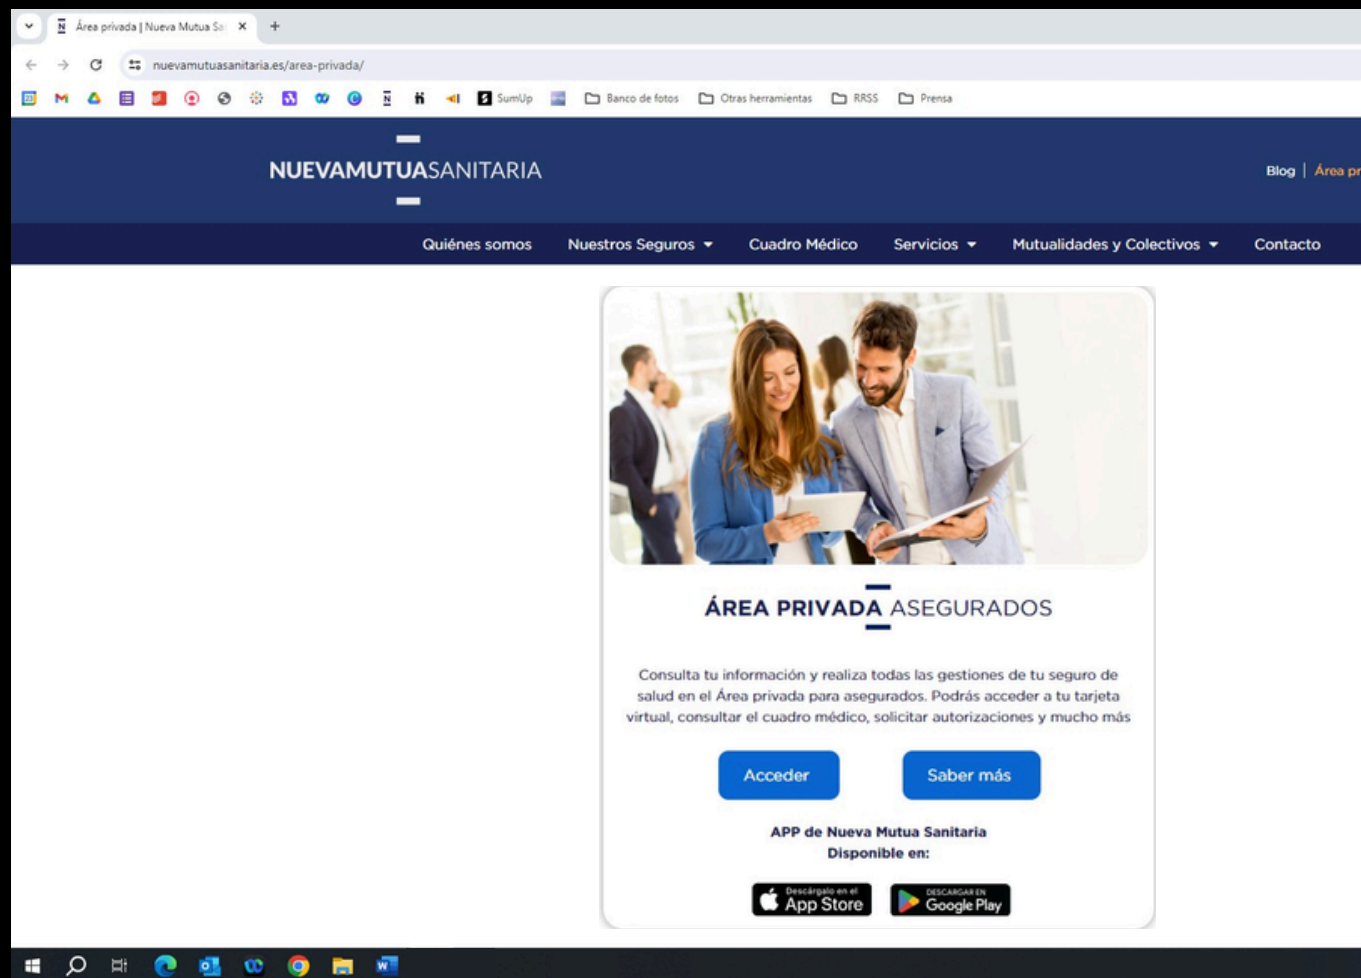 Área privada | Nueva Mutua Sa
nuevamutuasanitaria.es/area-privada/
SumUp Banco de fotos Otras herramientas RRSS Prensa
NUEVAMUTUASANITARIA
Blog | Área pr
Quiénes somos Nuestros Seguros Cuadro Médico Servicios Mutualidades y Colectivos Contacto
ÁREA PRIVADA ASEGURADOS
Consulta tu información y realiza todas las gestiones de tu seguro de
salud en el Área privada para asegurados. Podrás acceder a tu tarjeta
virtual, consultar el cuadro médico, solicitar autorizaciones y mucho más
Acceder Saber más
APP de Nueva Mutua Sanitaria
Disponible en:
Descárgalo en el
App Store
DESCARGAR EN
Google Play